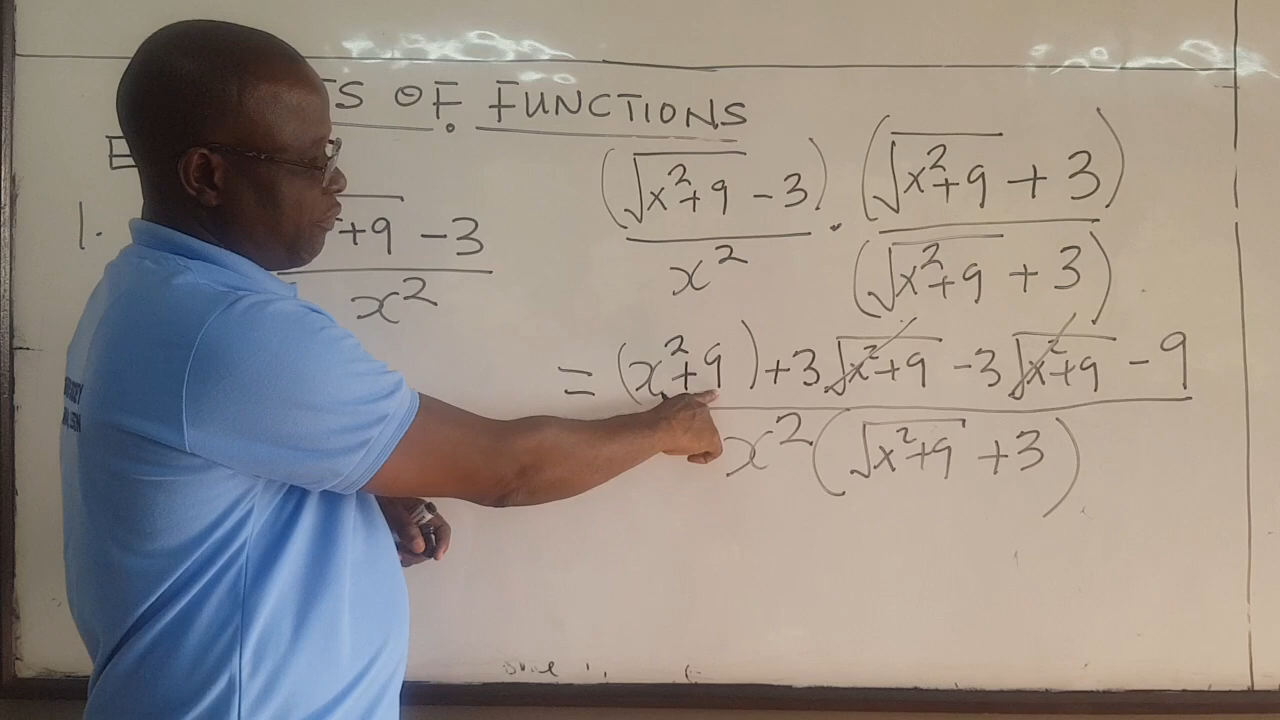 TS OF FUNCTIONS
E
1. +9 - 3
x²
(√x²+9 - 3) . (√x²+9 + 3)
x² (√x²+9 + 3)
= (x²+9) + 3√x²+9 - 3√x²+9 - 9
x²(√x²+9 + 3)